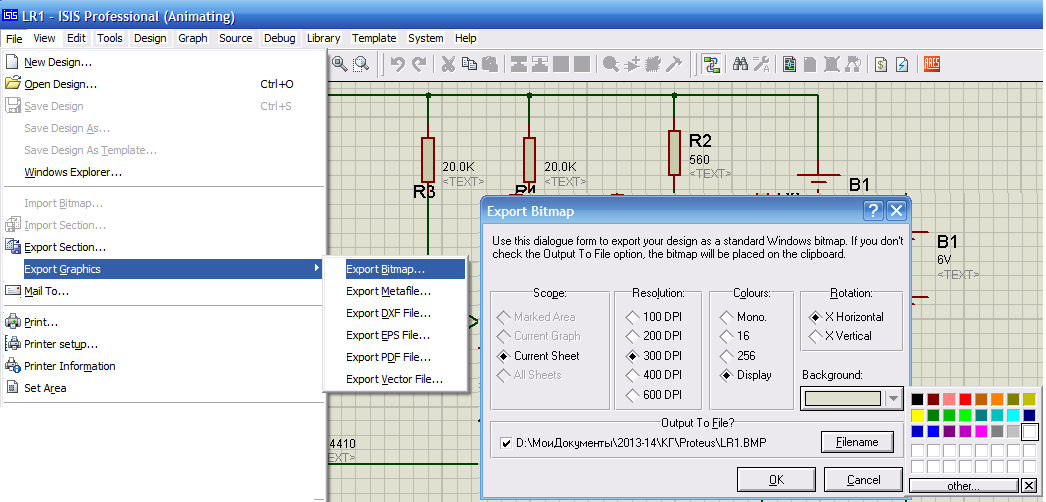 LR1 - ISIS Professional (Animating)
File View Edit Tools Design Graph Source Debug Library Template System Help
New Design...
Open Design... Ctrl+O
Save Design Ctrl+S
Save Design As...
Save Design As Template...
Windows Explorer...
Import Bitmap...
Import Section...
Export Section...
Export Graphics
Mail To...
Print...
Printer setup...
Printer Information
Set Area
Export Bitmap...
Export Metafile...
Export DXF File...
Export EPS File...
Export PDF File...
Export Vector File...
ARES
R3
20.0K
<TEXT>
R4
20.0K
<TEXT>
R2
560
<TEXT>
B1
B1
6V
<TEXT>
4410
EXT>
Export Bitmap
Use this dialogue form to export your design as a standard Windows bitmap. If you don't
check the Output To File option, the bitmap will be placed on the clipboard.
Scope:
Marked Area
Current Graph
Current Sheet
All Sheets
Resolution:
100 DPI
200 DPI
300 DPI
400 DPI
600 DPI
Colours:
Mono.
16
256
Display
Rotation:
X Horizontal
X Vertical
Background:
Output To File?
D:\МоиДокументы\2013-14\КГ\Proteus\LR1.BMP
Filename
OK
Cancel
other...